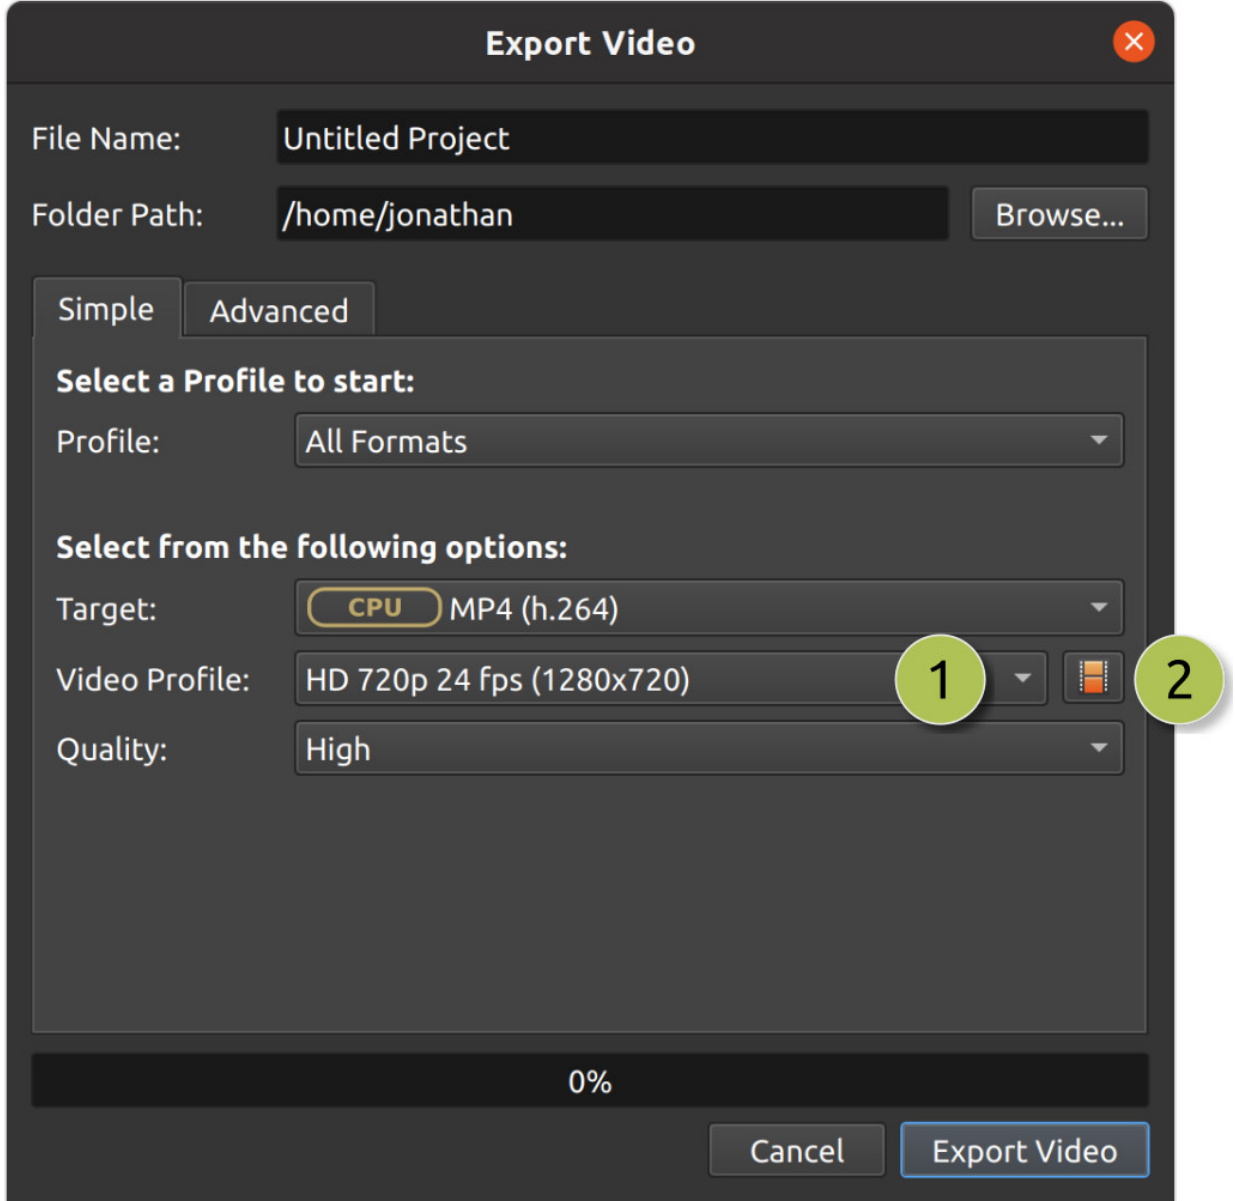 Export Video
File Name: Untitled Project
Folder Path: /home/jonathan Browse...
Simple Advanced
Select a Profile to start:
Profile: All Formats
Select from the following options:
Target: CPU MP4 (h.264)
Video Profile: HD 720p 24 fps (1280x720) 1 2
Quality: High
0%
Cancel Export Video